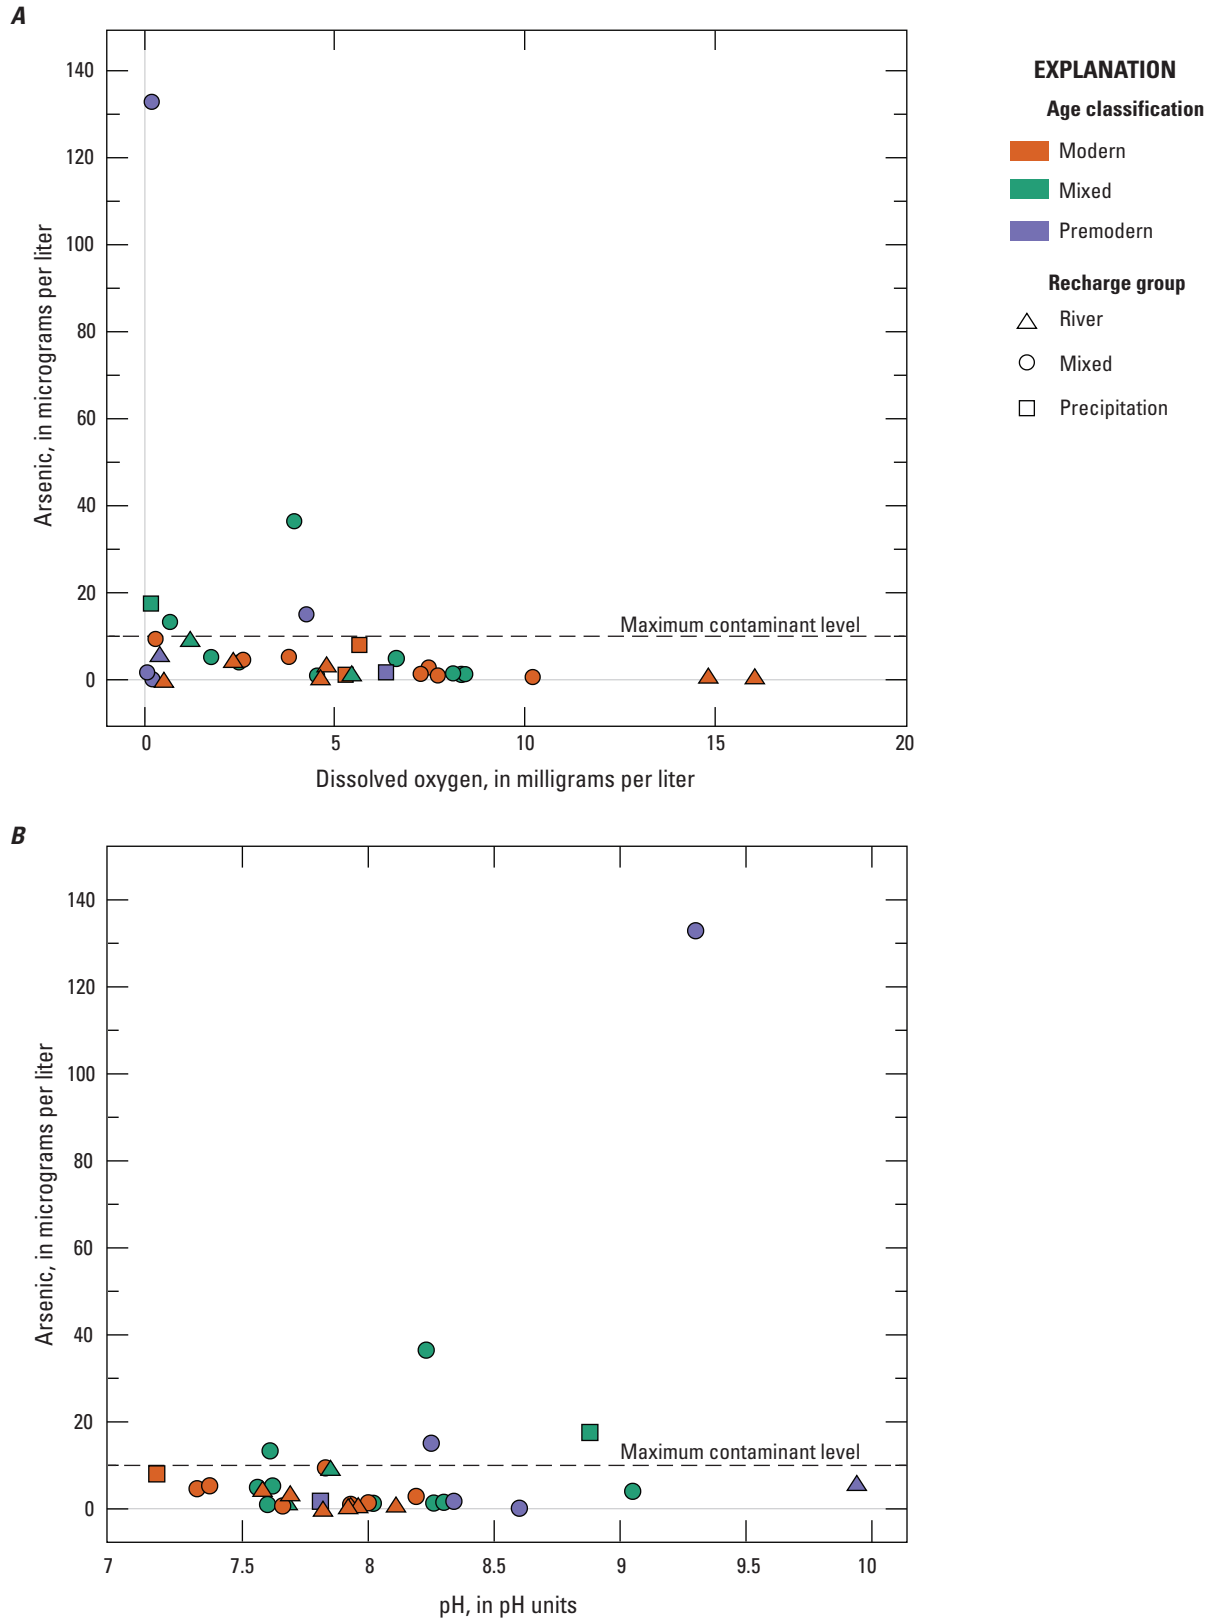 A
140
120
100
80
60
40
20
0
Arsenic, in micrograms per liter
Maximum contaminant level
0 5 10 15 20
Dissolved oxygen, in milligrams per liter
EXPLANATION
Age classification
Modern
Mixed
Premodern
Recharge group
River
Mixed
Precipitation
B
140
120
100
80
60
40
20
0
Arsenic, in micrograms per liter
Maximum contaminant level
7 7.5 8 8.5 9 9.5 10
pH, in pH units